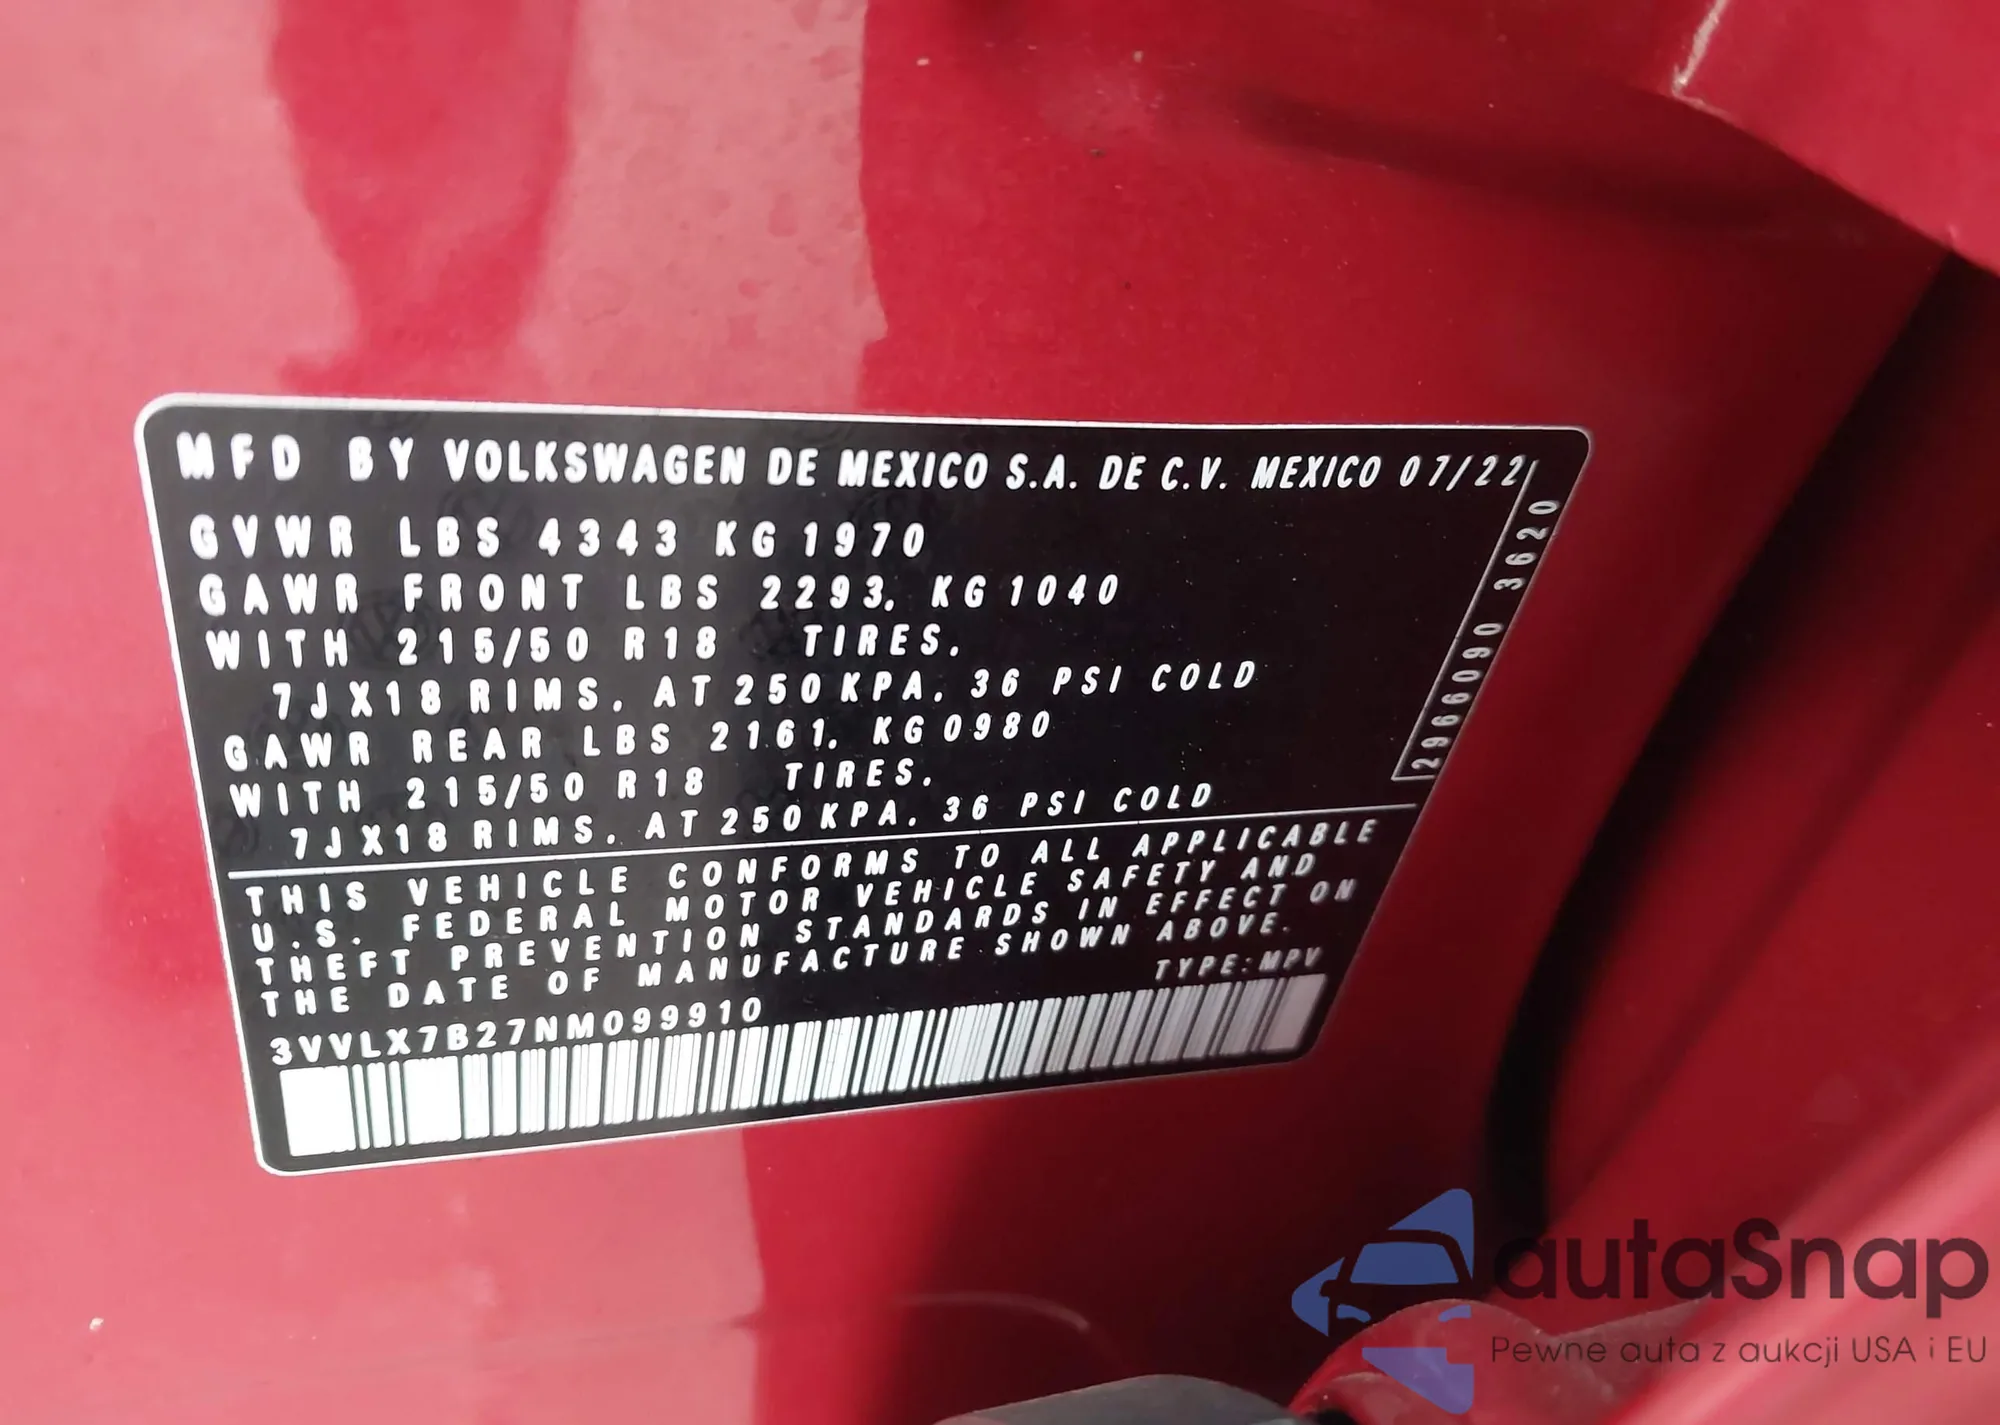 MFD BY VOLKSWAGEN DE MEXICO S.A. DE C.V. MEXICO 07/22
GVWR LBS 4343 KG 1970
GAWR FRONT LBS 2293, KG 1040
WITH 215/50 R18 TIRES.
7JX18 RIMS, AT 250 KPA, 36 PSI COLD
GAWR REAR LBS 2161, KG 0980
WITH 215/50 R18 TIRES.
7JX18 RIMS, AT 250 KPA, 36 PSI COLD
2966090 3620
THIS VEHICLE CONFORMS TO ALL APPLICABLE
U.S. FEDERAL MOTOR VEHICLE SAFETY AND
THEFT PREVENTION STANDARDS IN EFFECT ON
THE DATE OF MANUFACTURE SHOWN ABOVE.
TYPE:MPV
3VVLX7B27NM099910
autaSnap
Pewne auta z aukcji USA i EU